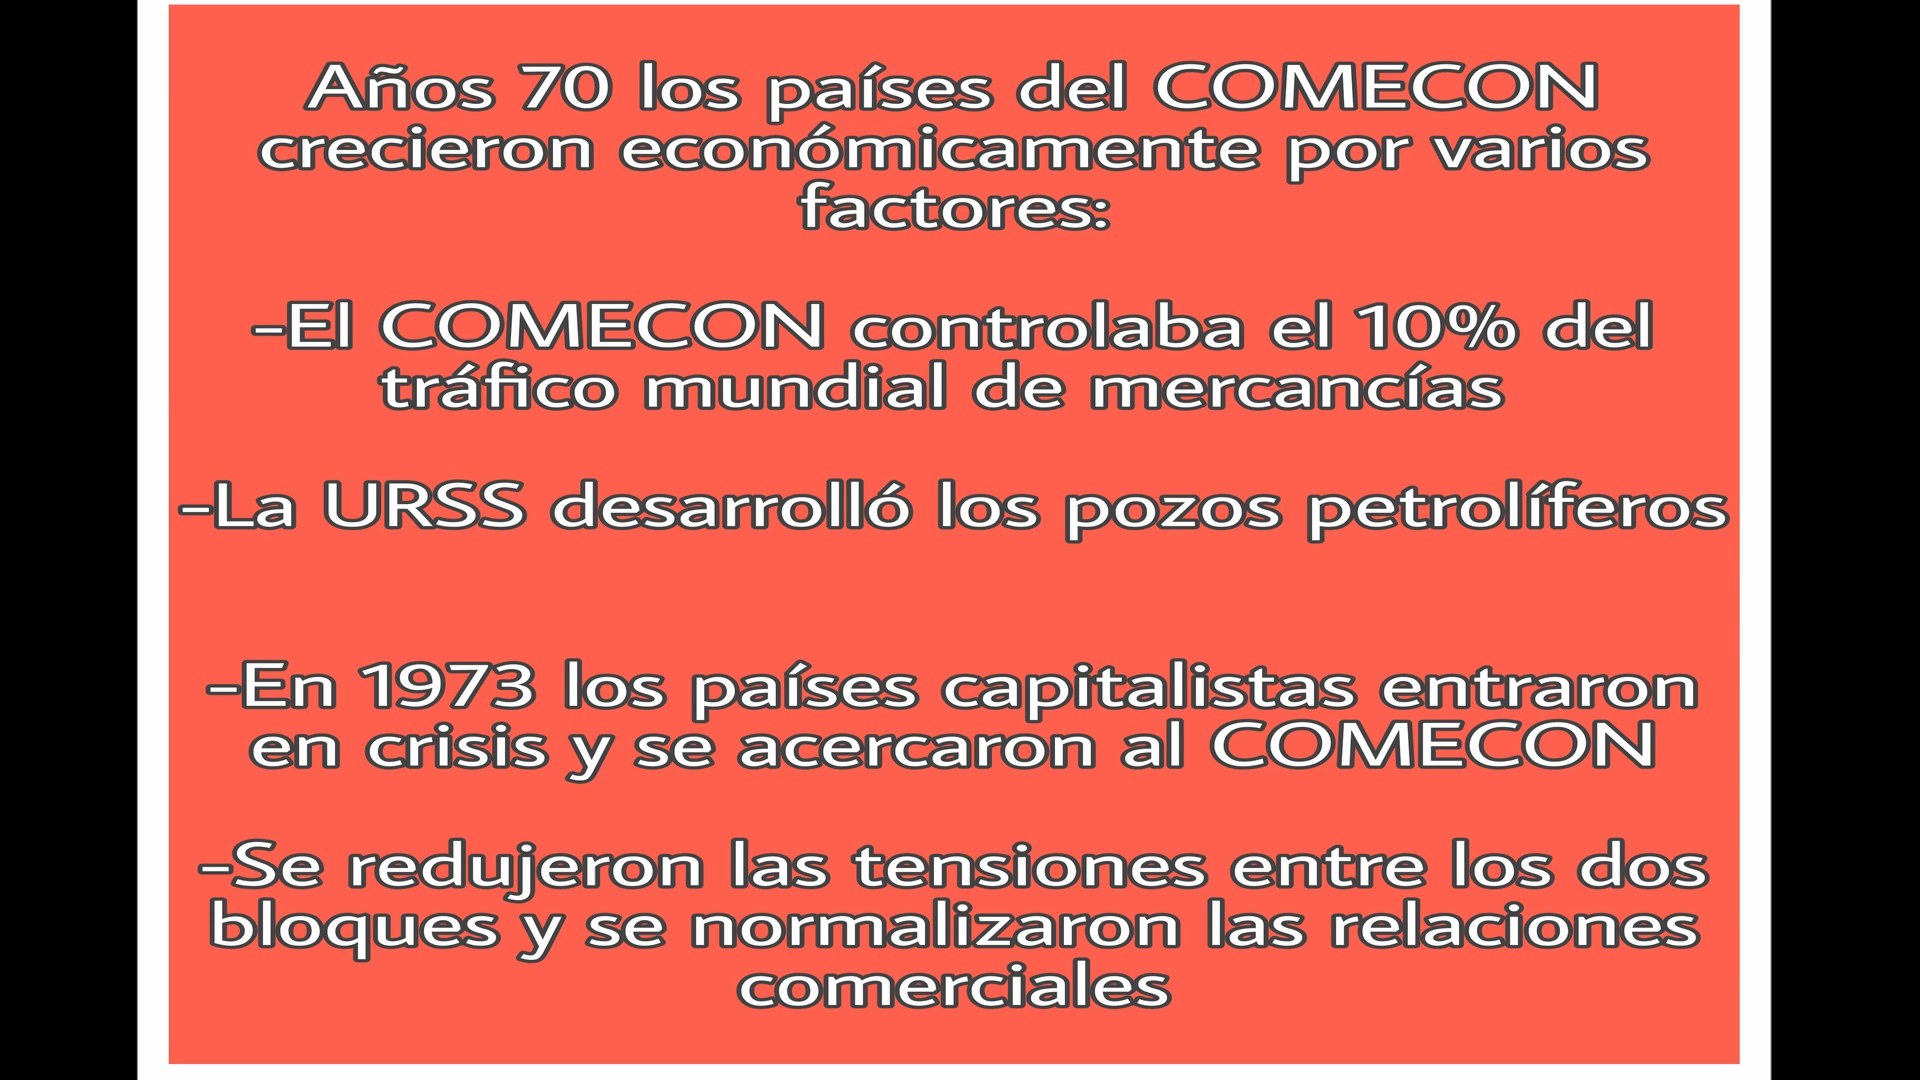 Años 70 los países del COMECON
crecieron económicamente por varios
factores:
-El COMECON controlaba el 10% del
tráfico mundial de mercancías
-La URSS desarrolló los pozos petrolíferos
-En 1973 los países capitalistas entraron
en crisis y se acercaron al COMECON
-Se redujeron las tensiones entre los dos
bloques y se normalizaron las relaciones
comerciales